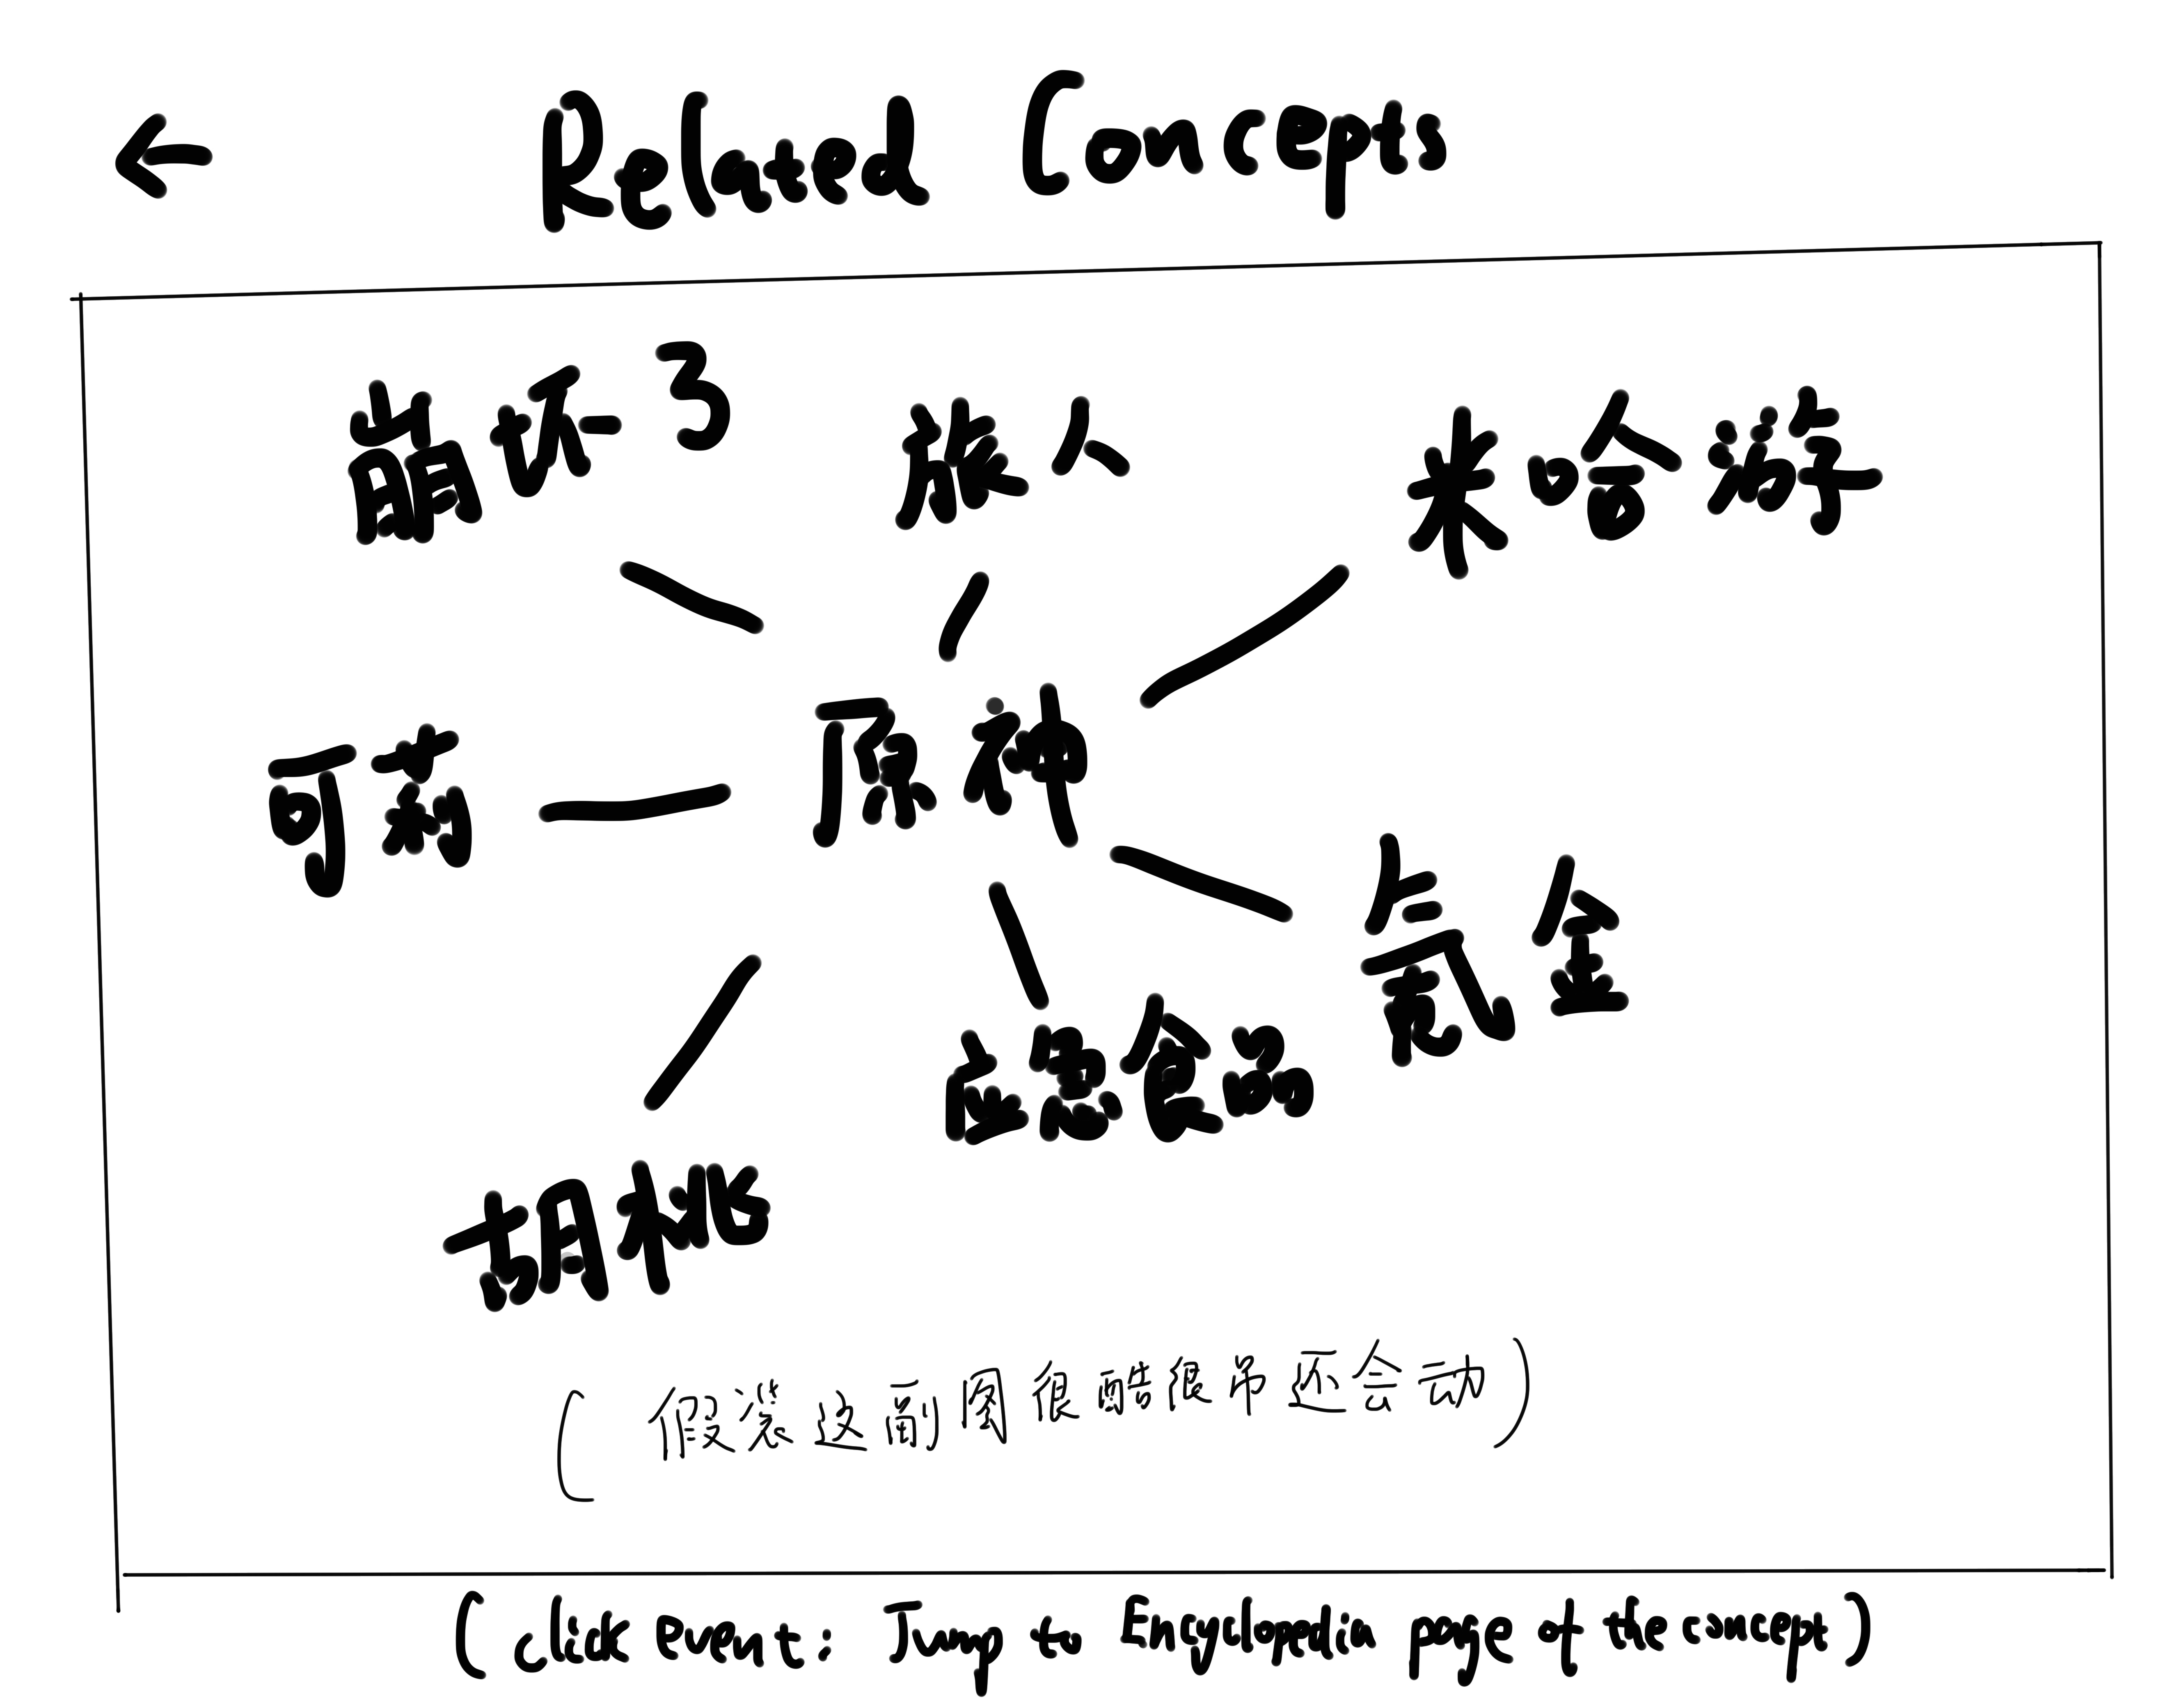 ←
Related Concepts
崩坏3
旅人
米哈游
原神
可莉
氪金
应急食品
胡桃
(假装这副图很酷很吊还会动)
(click event: Jump to Encyclopedia page of the concept)